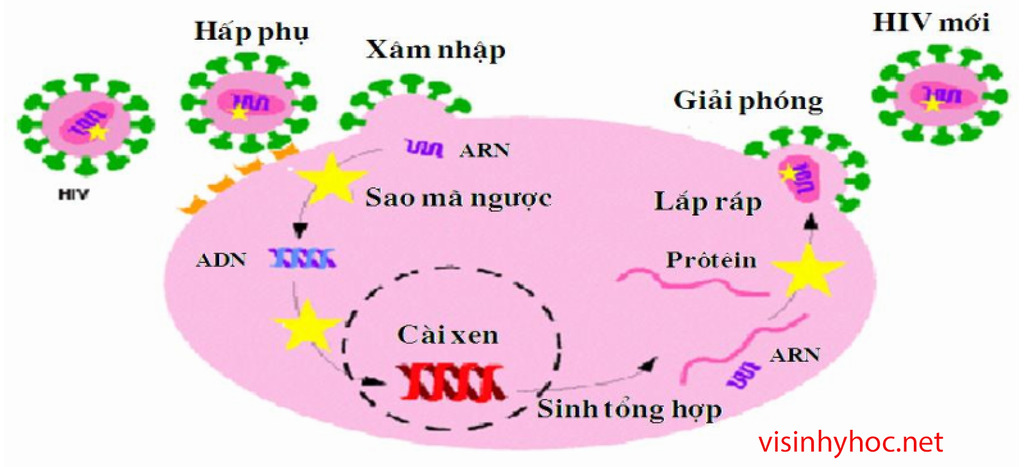 HIV
Hấp phụ
Xâm nhập
HIV mới
Giải phóng
ARN
Sao mã ngược
Lắp ráp
ADN
Prôtêin
Cài xen
ARN
Sinh tổng hợp
visinhyhoc.net